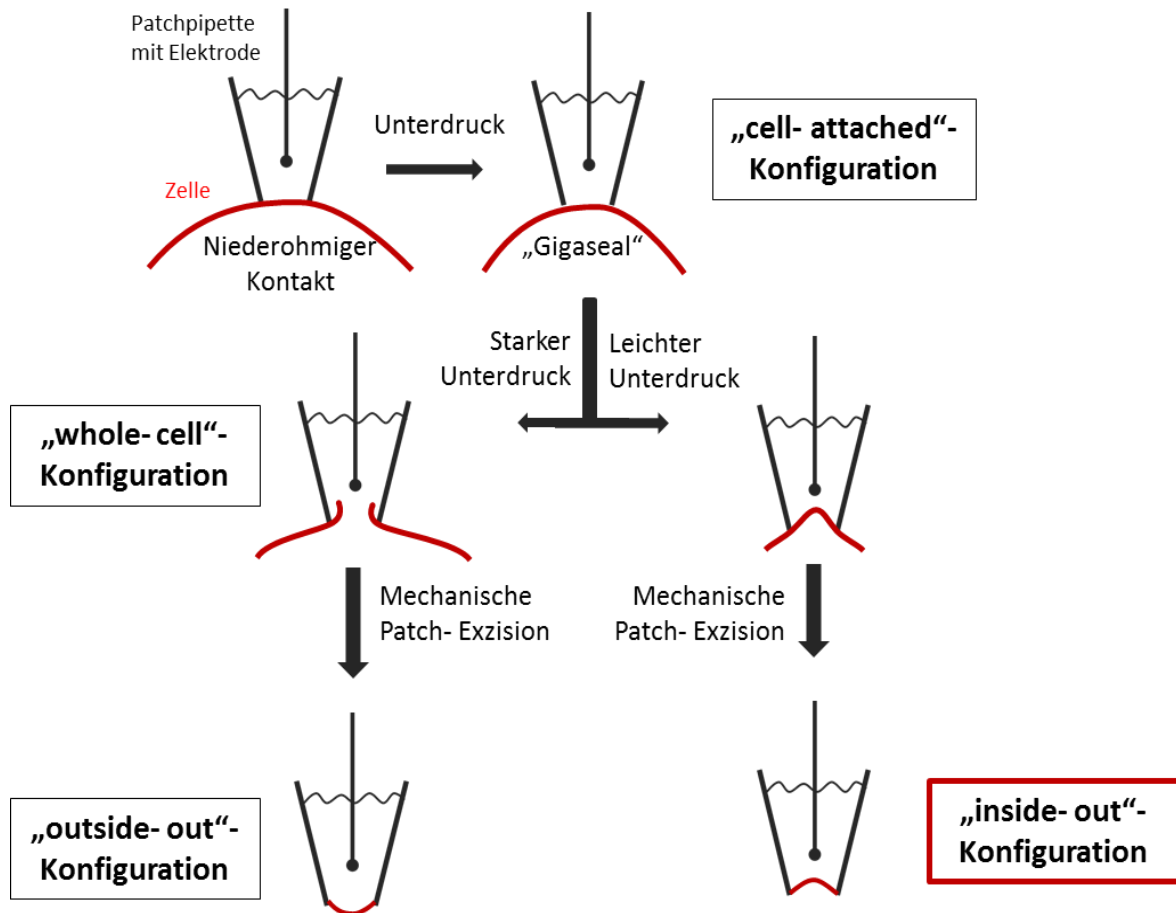 Patchpipette
mit Elektrode
Unterdruck
„cell- attached“-
Konfiguration
Zelle
Niederohmiger
Kontakt
„Gigaseal“
Starker
Unterdruck
Leichter
Unterdruck
„whole- cell“-
Konfiguration
Mechanische
Patch- Exzision
Mechanische
Patch- Exzision
„outside- out“-
Konfiguration
„inside- out“-
Konfiguration